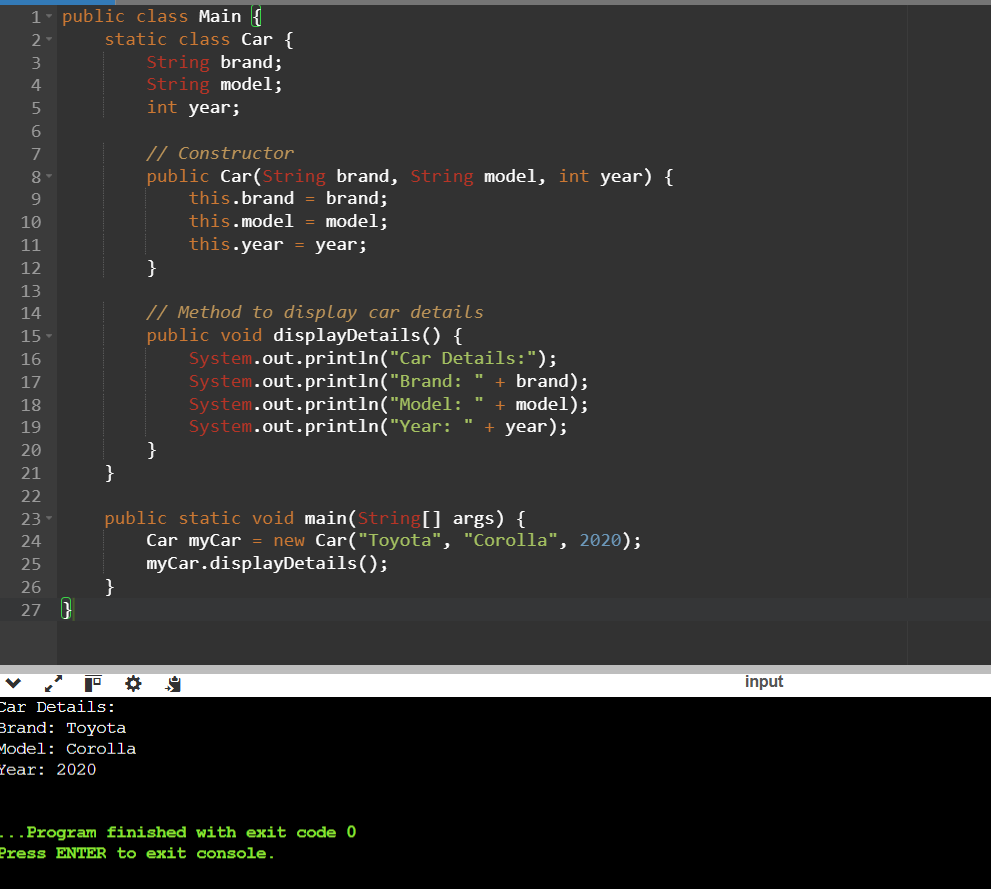 1 public class Main {
2     static class Car {
3         String brand;
4         String model;
5         int year;
6
7         // Constructor
8         public Car(String brand, String model, int year) {
9             this.brand = brand;
10             this.model = model;
11             this.year = year;
12         }
13
14         // Method to display car details
15         public void displayDetails() {
16             System.out.println("Car Details:");
17             System.out.println("Brand: " + brand);
18             System.out.println("Model: " + model);
19             System.out.println("Year: " + year);
20         }
21     }
22
23     public static void main(String[] args) {
24         Car myCar = new Car("Toyota", "Corolla", 2020);
25         myCar.displayDetails();
26     }
27 }
input
Car Details:
Brand: Toyota
Model: Corolla
Year: 2020
...Program finished with exit code 0
Press ENTER to exit console.